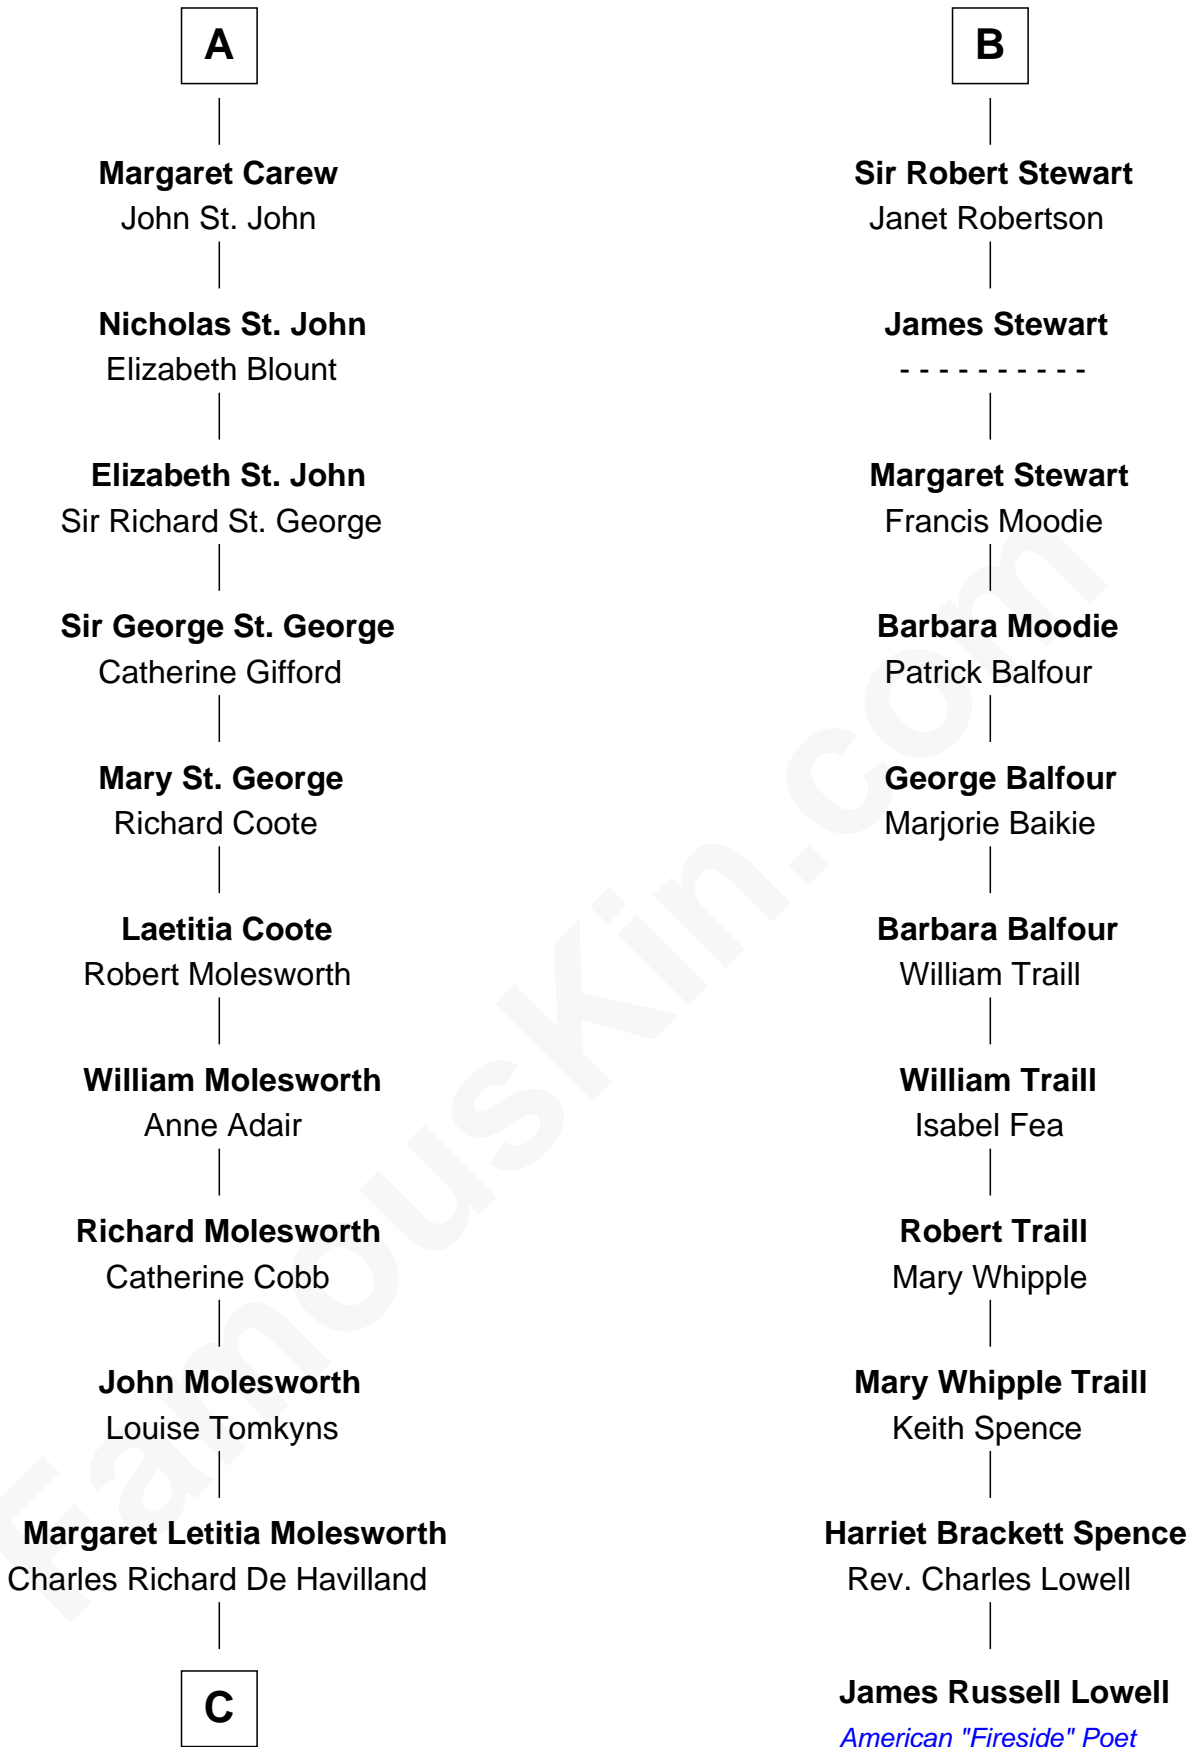 A
Margaret Carew
John St. John
Nicholas St. John
Elizabeth Blount
Elizabeth St. John
Sir Richard St. George
Sir George St. George
Catherine Gifford
Mary St. George
Richard Coote
Laetitia Coote
Robert Molesworth
William Molesworth
Anne Adair
Richard Molesworth
Catherine Cobb
John Molesworth
Louise Tomkyns
Margaret Letitia Molesworth
Charles Richard De Havilland
C
B
Sir Robert Stewart
Janet Robertson
James Stewart
- - - - - - - - - -
Margaret Stewart
Francis Moodie
Barbara Moodie
Patrick Balfour
George Balfour
Marjorie Baikie
Barbara Balfour
William Traill
William Traill
Isabel Fea
Robert Traill
Mary Whipple
Mary Whipple Traill
Keith Spence
Harriet Brackett Spence
Rev. Charles Lowell
James Russell Lowell
American "Fireside" Poet
FamousKin.com